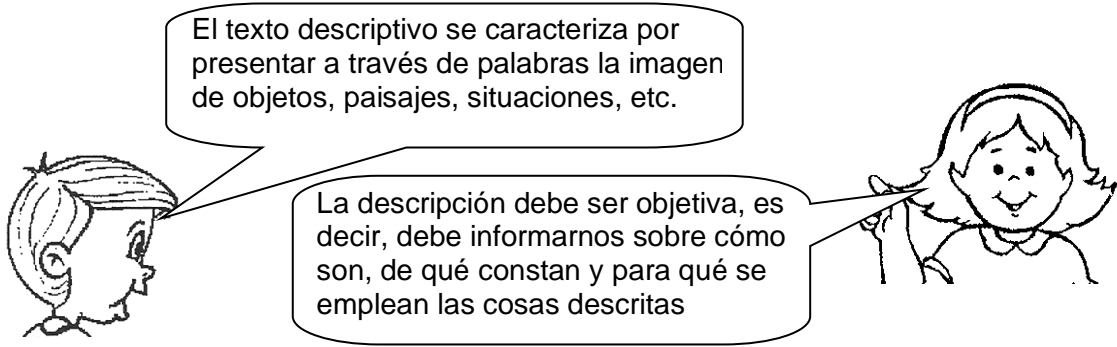 El texto descriptivo se caracteriza por
presentar a través de palabras la imagen
de objetos, paisajes, situaciones, etc.
La descripción debe ser objetiva, es
decir, debe informarnos sobre cómo
son, de qué constan y para qué se
emplean las cosas descritas